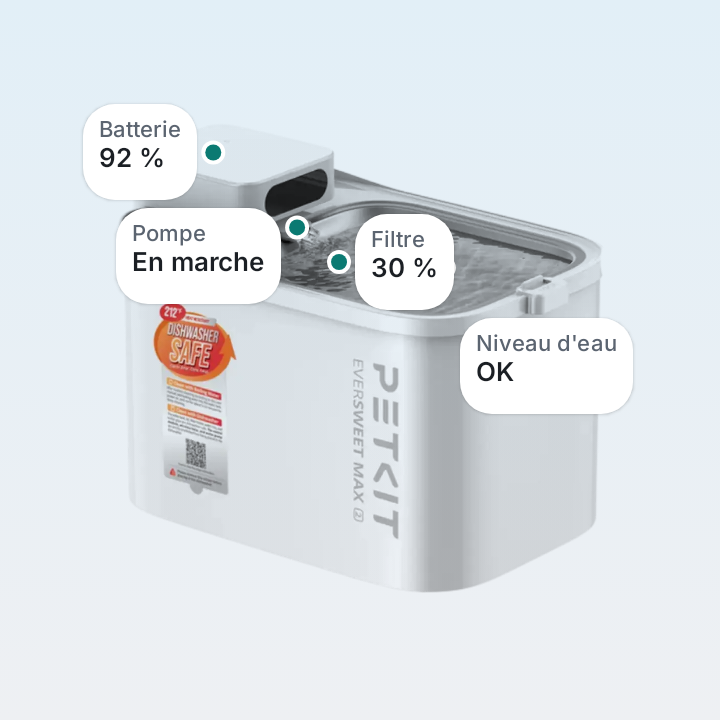 Batterie
92 %
Pompe
En marche
Filtre
30 %
Niveau d'eau
OK
212°
DISHWASHER
SAFE
PETKIT
EVERSWEET MAX 2